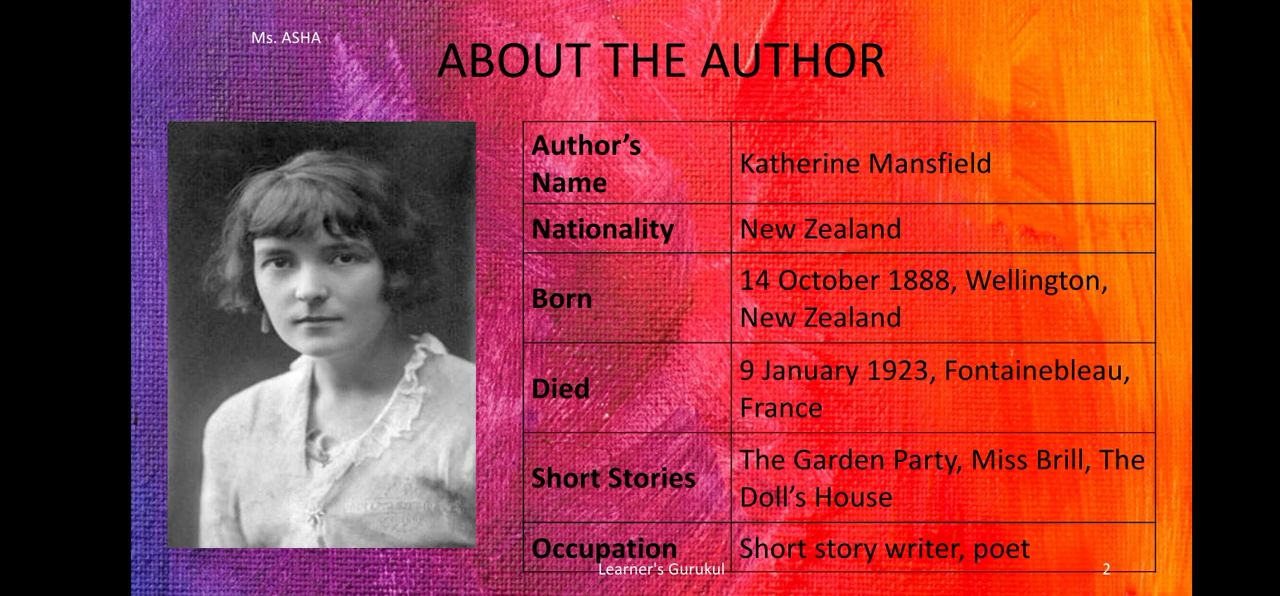 Ms. ASHA
ABOUT THE AUTHOR
Author’s
Name
Katherine Mansfield
Nationality
New Zealand
Born
14 October 1888, Wellington,
New Zealand
Died
9 January 1923, Fontainebleau,
France
Short Stories
The Garden Party, Miss Brill, The
Doll’s House
Occupation
Short story writer, poet
Learner's Gurukul
2